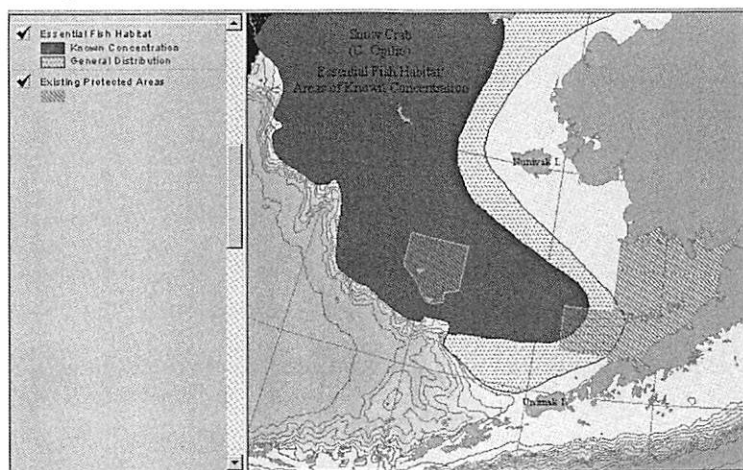 Essential Fish Habitat
Known Concentration
General Distribution
Existing Protected Areas
Snow Crab
(C. Opilio)
Essential Fish Habitat
Areas of Known Concentration
Nunivak I.
Unimak I.